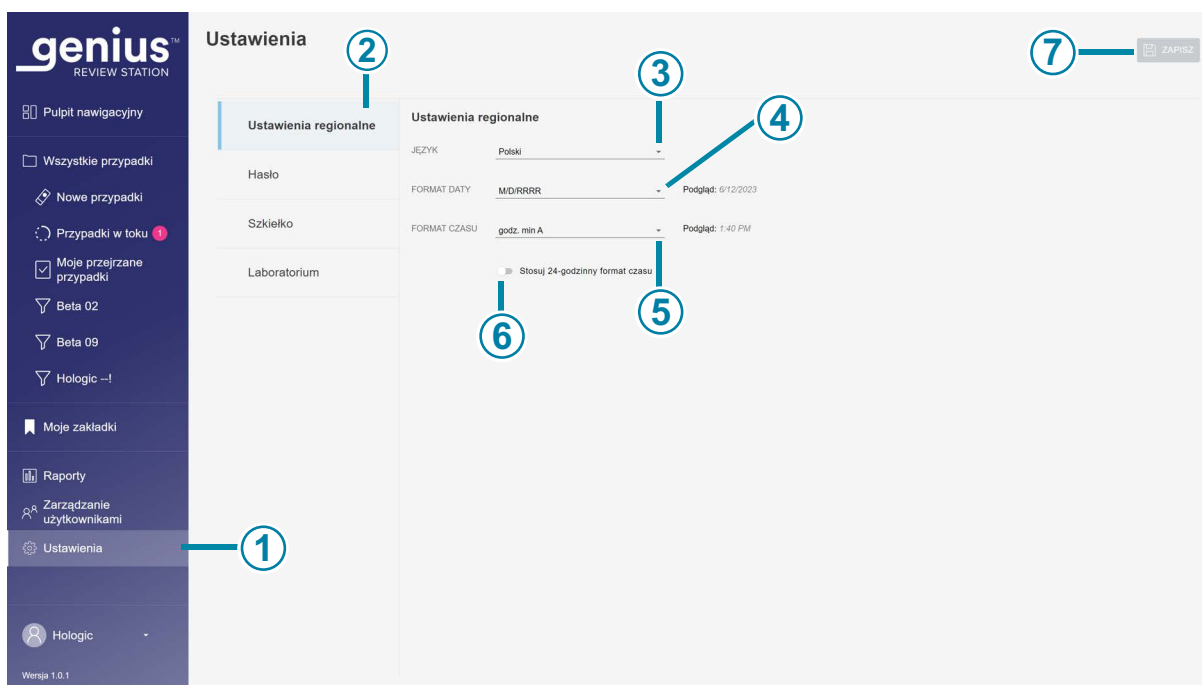 genius™
REVIEW STATION
Pulpit nawigacyjny
Wszystkie przypadki
Nowe przypadki
Przypadki w toku 1
Moje przejrzane
przypadki
Beta 02
Beta 09
Hologic --!
Moje zakładki
Raporty
Zarządzanie
użytkownikami
Ustawienia
1
Hologic
Wersja 1.0.1
Ustawienia
2
7
ZAPISZ
Ustawienia regionalne
Hasło
Szkiełko
Laboratorium
3
4
Ustawienia regionalne
JĘZYK Polski
FORMAT DATY M/D/RRRR Podgląd: 6/12/2023
FORMAT CZASU godz. min A Podgląd: 1:40 PM
Stosuj 24-godzinny format czasu
5
6